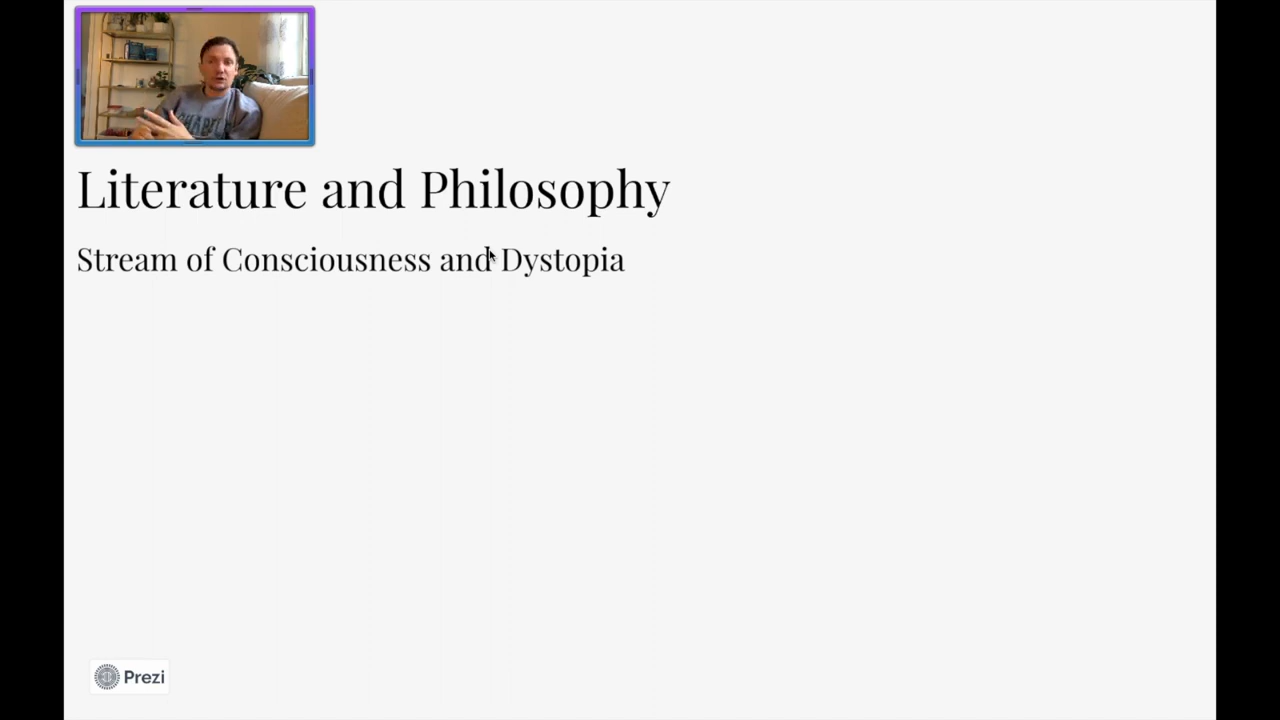 Literature and Philosophy
Stream of Consciousness and Dystopia
Prezi